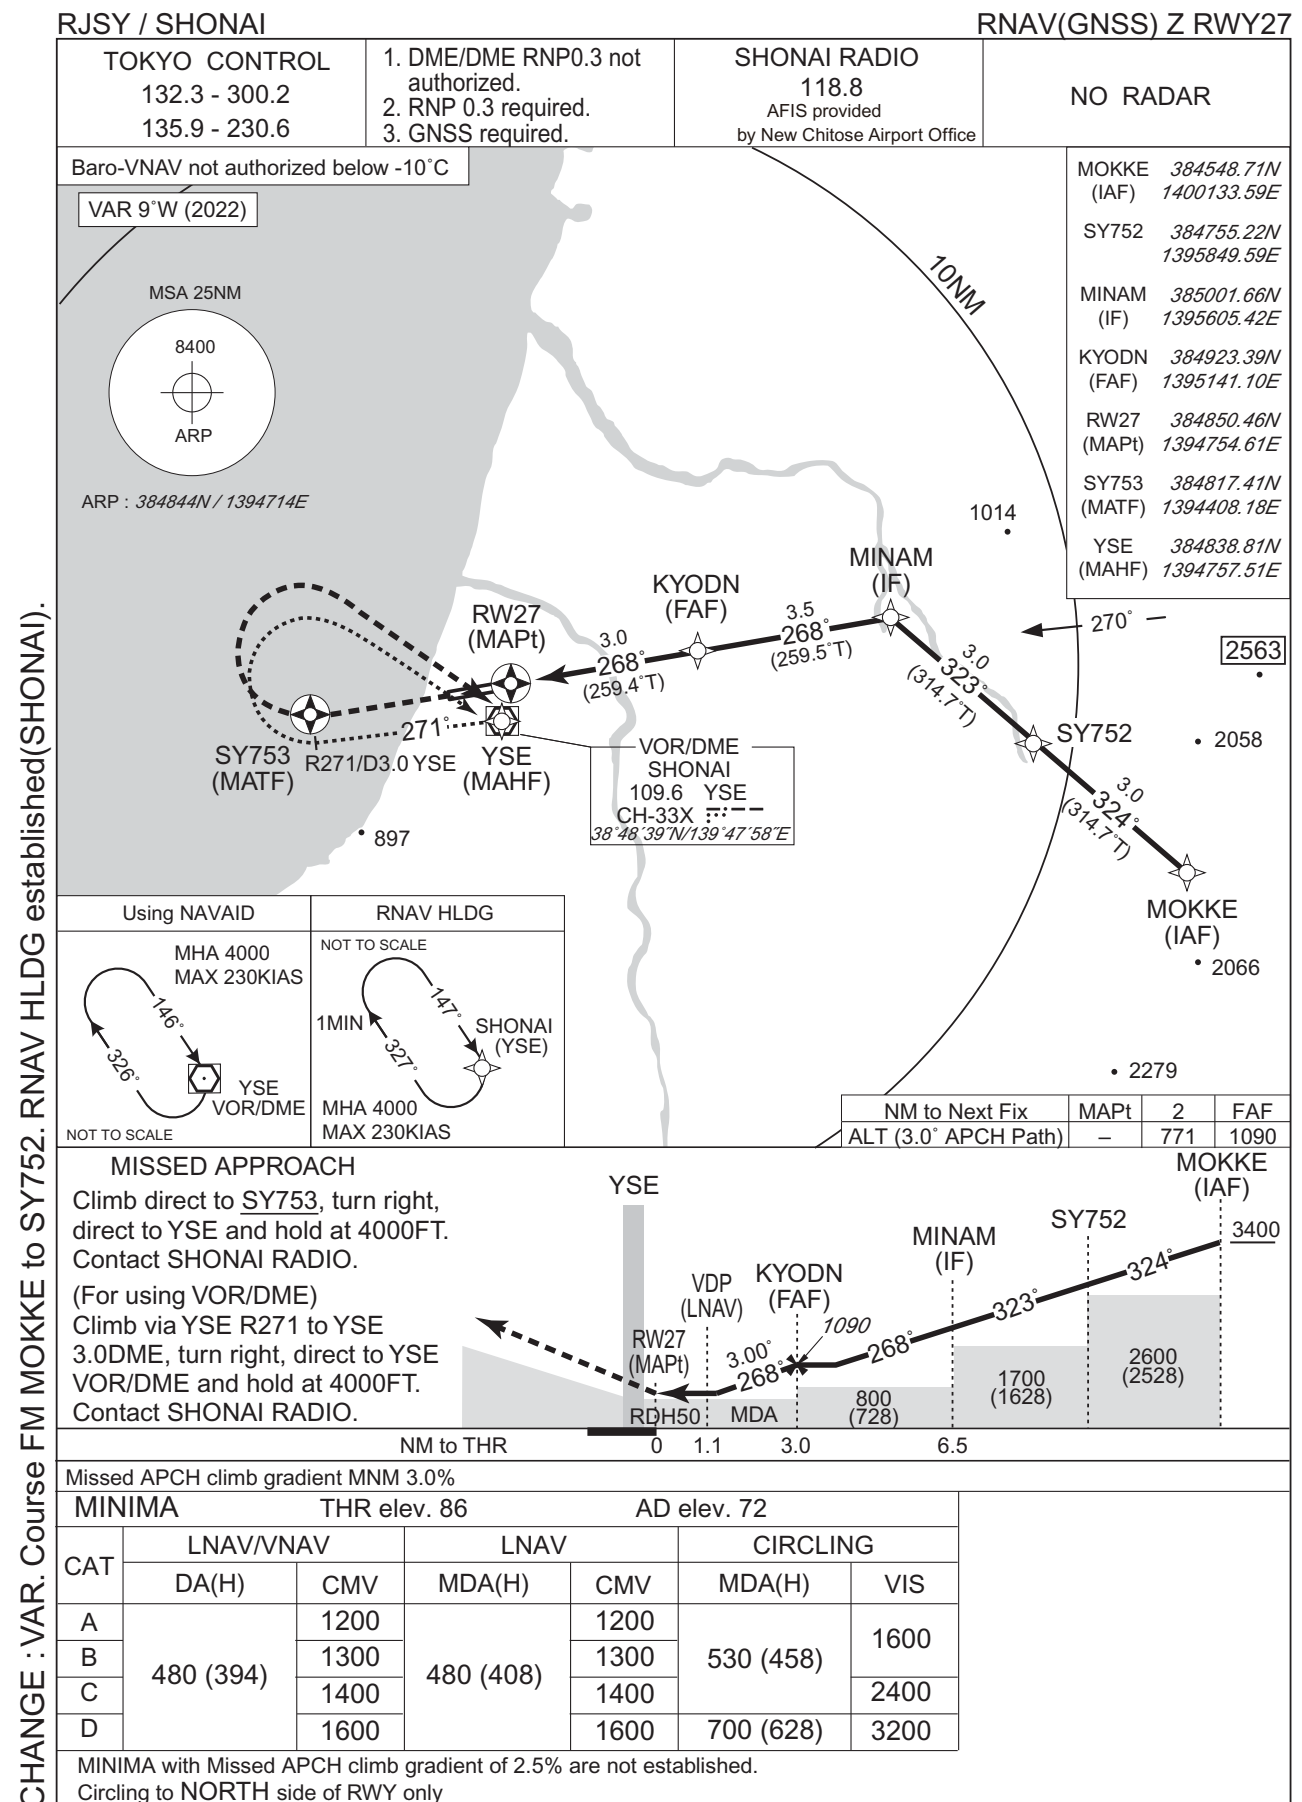 RJSY / SHONAI
RNAV(GNSS) Z RWY27
TOKYO CONTROL
132.3 - 300.2
135.9 - 230.6
1. DME/DME RNP0.3 not
authorized.
2. RNP 0.3 required.
3. GNSS required.
SHONAI RADIO
118.8
AFIS provided
by New Chitose Airport Office
NO RADAR
Baro-VNAV not authorized below -10˚C
VAR 9˚W (2022)
MSA 25NM
8400
ARP
ARP : 384844N / 1394714E
10NM
MOKKE 384548.71N
(IAF) 1400133.59E
SY752 384755.22N
1395849.59E
MINAM 385001.66N
(IF) 1395605.42E
KYODN 384923.39N
(FAF) 1395141.10E
RW27 384850.46N
(MAPt) 1394754.61E
SY753 384817.41N
(MATF) 1394408.18E
YSE 384838.81N
(MAHF) 1394757.51E
1014
MINAM
(IF)
KYODN
(FAF)
RW27
(MAPt)
3.5
268˚
(259.5˚T)
3.0
268˚
(259.4˚T)
270˚
2563
3.0
323˚
(314.7˚T)
SY752
2058
3.0
324˚
(314.7˚T)
MOKKE
(IAF)
2066
2279
271˚
SY753
(MATF)
R271/D3.0 YSE
YSE
(MAHF)
VOR/DME
SHONAI
109.6 YSE
CH-33X
38˚48´39˝N/139˚47´58˝E
897
Using NAVAID
MHA 4000
MAX 230KIAS
146˚
326˚
YSE
VOR/DME
NOT TO SCALE
RNAV HLDG
NOT TO SCALE
147˚
1MIN
327˚
SHONAI
(YSE)
MHA 4000
MAX 230KIAS
NM to Next Fix MAPt 2 FAF
ALT (3.0˚ APCH Path) – 771 1090
MISSED APPROACH
Climb direct to SY753, turn right,
direct to YSE and hold at 4000FT.
Contact SHONAI RADIO.
(For using VOR/DME)
Climb via YSE R271 to YSE
3.0DME, turn right, direct to YSE
VOR/DME and hold at 4000FT.
Contact SHONAI RADIO.
YSE
RW27
(MAPt)
VDP
(LNAV)
KYODN
(FAF)
MINAM
(IF)
SY752
MOKKE
(IAF)
3400
324˚
323˚
268˚
1090
3.00˚
268˚
RDH50
MDA
800
(728)
1700
(1628)
2600
(2528)
NM to THR 0 1.1 3.0 6.5
Missed APCH climb gradient MNM 3.0%
MINIMA THR elev. 86 AD elev. 72
CAT LNAV/VNAV LNAV CIRCLING
DA(H) CMV MDA(H) CMV MDA(H) VIS
A 480 (394) 1200 480 (408) 1200 530 (458) 1600
B 1300 1300
C 1400 1400 2400
D 1600 1600 700 (628) 3200
MINIMA with Missed APCH climb gradient of 2.5% are not established.
Circling to NORTH side of RWY only
CHANGE : VAR. Course FM MOKKE to SY752. RNAV HLDG established(SHONAI).